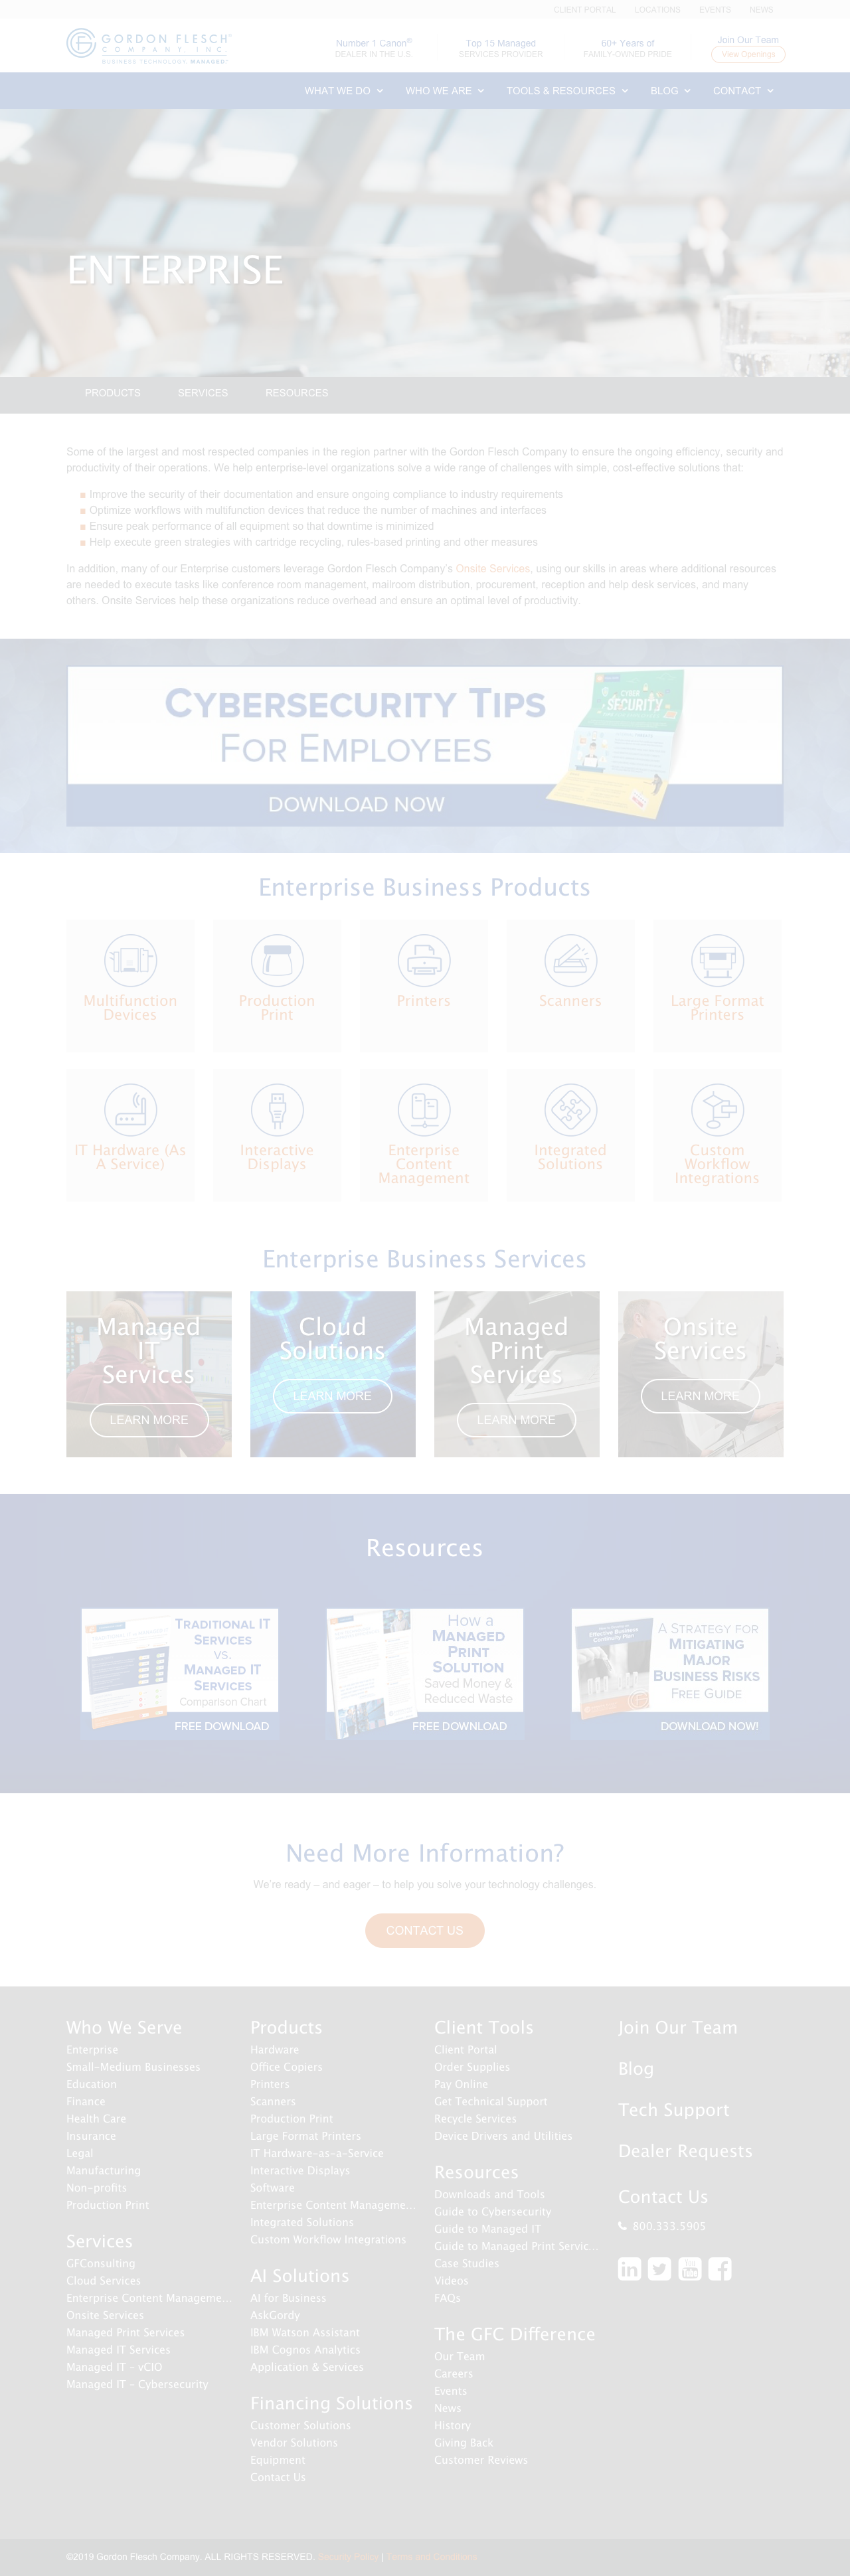 CLIENT PORTAL LOCATIONS EVENTS NEWS
GORDON FLESCH®
COMPANY, INC.
BUSINESS TECHNOLOGY, MANAGED®
Number 1 Canon®
DEALER IN THE U.S.
Top 15 Managed
SERVICES PROVIDER
60+ Years of
FAMILY-OWNED PRIDE
Join Our Team
View Openings
WHAT WE DO WHO WE ARE TOOLS & RESOURCES BLOG CONTACT
ENTERPRISE
PRODUCTS SERVICES RESOURCES
Some of the largest and most respected companies in the region partner with the Gordon Flesch Company to ensure the ongoing efficiency, security and
productivity of their operations. We help enterprise-level organizations solve a wide range of challenges with simple, cost-effective solutions that:
Improve the security of their documentation and ensure ongoing compliance to industry requirements
Optimize workflows with multifunction devices that reduce the number of machines and interfaces
Ensure peak performance of all equipment so that downtime is minimized
Help execute green strategies with cartridge recycling, rules-based printing and other measures
In addition, many of our Enterprise customers leverage Gordon Flesch Company's Onsite Services, using our skills in areas where additional resources
are needed to execute tasks like conference room management, mailroom distribution, procurement, reception and help desk services, and many
others. Onsite Services help these organizations reduce overhead and ensure an optimal level of productivity.
CYBERSECURITY TIPS
FOR EMPLOYEES
DOWNLOAD NOW
CYBER
SECURITY
Enterprise Business Products
Multifunction
Devices
Production
Print
Printers
Scanners
Large Format
Printers
IT Hardware (As
A Service)
Interactive
Displays
Enterprise
Content
Management
Integrated
Solutions
Custom
Workflow
Integrations
Enterprise Business Services
Managed
IT
Services
LEARN MORE
Cloud
Solutions
LEARN MORE
Managed
Print
Services
LEARN MORE
Onsite
Services
LEARN MORE
Resources
TRADITIONAL IT
SERVICES
VS.
MANAGED IT
SERVICES
Comparison Chart
FREE DOWNLOAD
How a
MANAGED
PRINT
SOLUTION
Saved Money &
Reduced Waste
FREE DOWNLOAD
Effective Business
Continuity Plan
A STRATEGY FOR
MITIGATING
MAJOR
BUSINESS RISKS
FREE GUIDE
DOWNLOAD NOW!
Need More Information?
We're ready – and eager – to help you solve your technology challenges.
CONTACT US
Who We Serve
Enterprise
Small-Medium Businesses
Education
Finance
Health Care
Insurance
Legal
Manufacturing
Non-profits
Production Print
Services
GFConsulting
Cloud Services
Enterprise Content Manageme...
Onsite Services
Managed Print Services
Managed IT Services
Managed IT - vCIO
Managed IT - Cybersecurity
Products
Hardware
Office Copiers
Printers
Scanners
Production Print
Large Format Printers
IT Hardware-as-a-Service
Interactive Displays
Software
Enterprise Content Manageme...
Integrated Solutions
Custom Workflow Integrations
AI Solutions
AI for Business
AskGordy
IBM Watson Assistant
IBM Cognos Analytics
Application & Services
Financing Solutions
Customer Solutions
Vendor Solutions
Equipment
Contact Us
Client Tools
Client Portal
Order Supplies
Pay Online
Get Technical Support
Recycle Services
Device Drivers and Utilities
Resources
Downloads and Tools
Guide to Cybersecurity
Guide to Managed IT
Guide to Managed Print Servic...
Case Studies
Videos
FAQs
The GFC Difference
Our Team
Careers
Events
News
History
Giving Back
Customer Reviews
Join Our Team
Blog
Tech Support
Dealer Requests
Contact Us
800.333.5905
©2019 Gordon Flesch Company. ALL RIGHTS RESERVED. Security Policy | Terms and Conditions